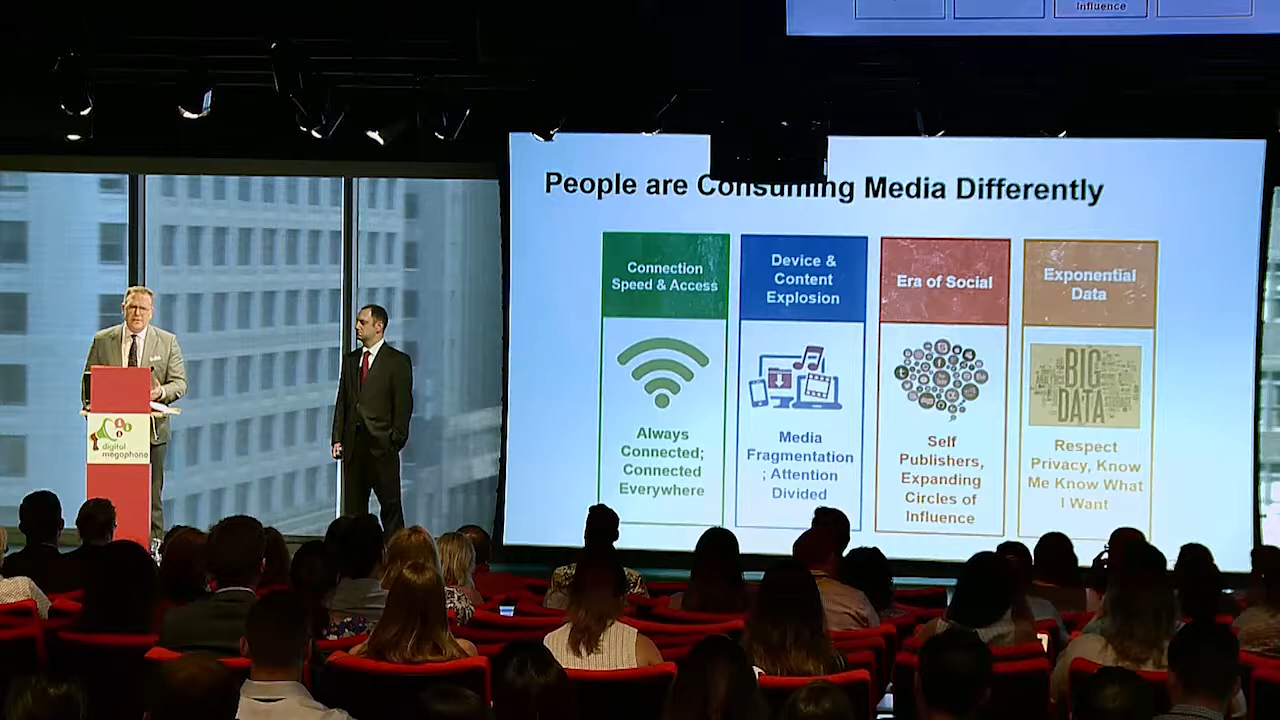 Influence
People are Consuming Media Differently
Connection
Speed & Access
Device &
Content
Explosion
Era of Social
Exponential
Data
BIG
DATA
Always
Connected;
Connected
Everywhere
Media
Fragmentation
; Attention
Divided
Self
Publishers,
Expanding
Circles of
Influence
Respect
Privacy, Know
Me Know What
I Want
digital
megaphone